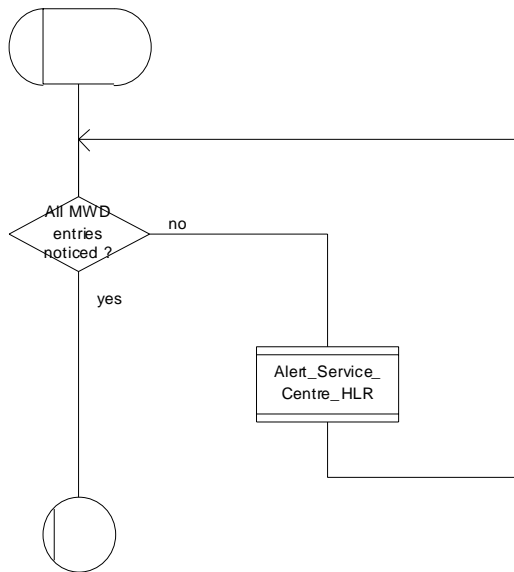 All MWD
entries
noticed ?
no
yes
Alert_Service_
Centre_HLR